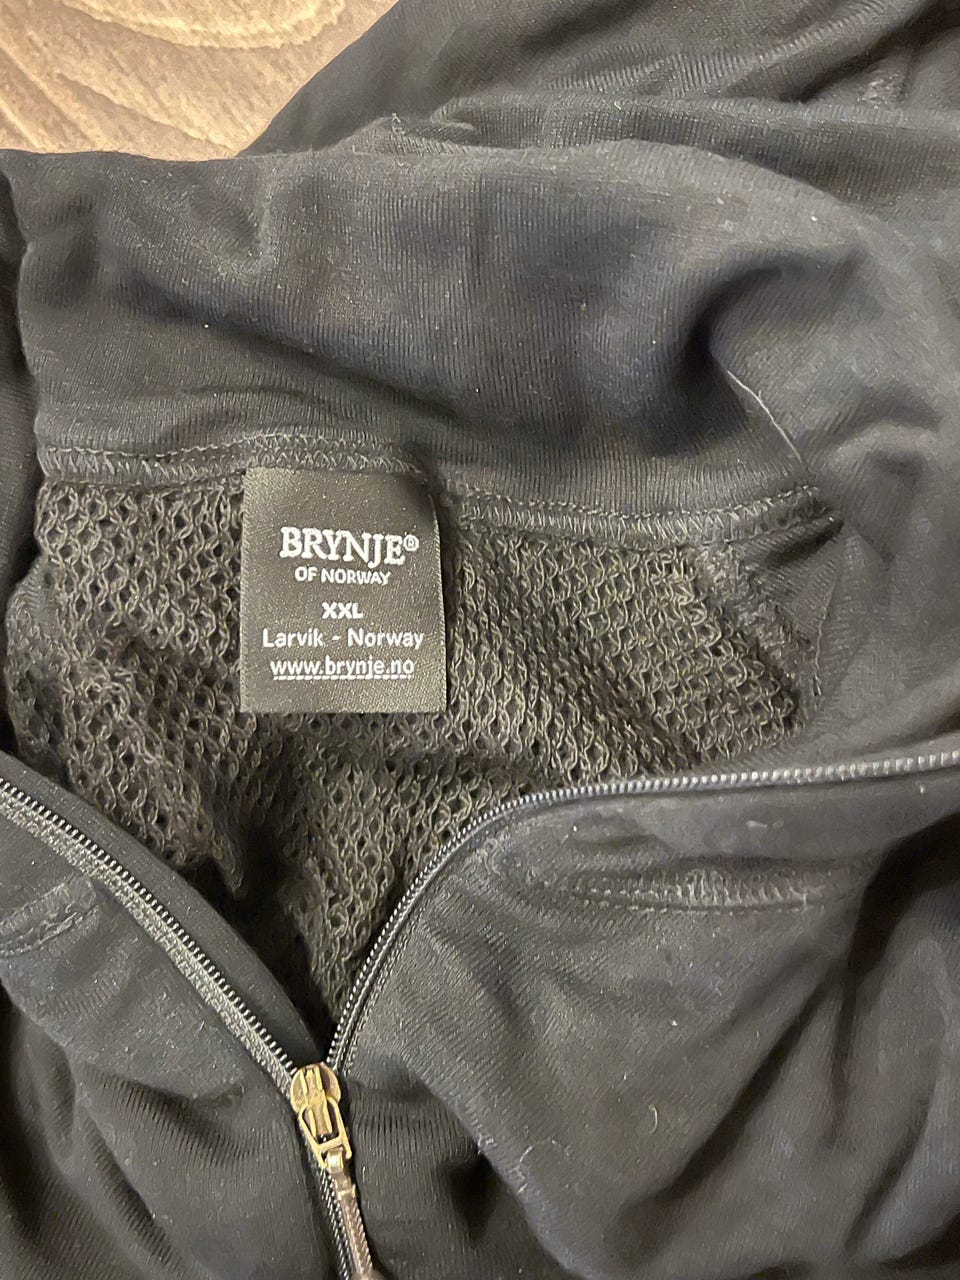 BRYNJE®
OF NORWAY
XXL
Larvik - Norway
www.brynje.no